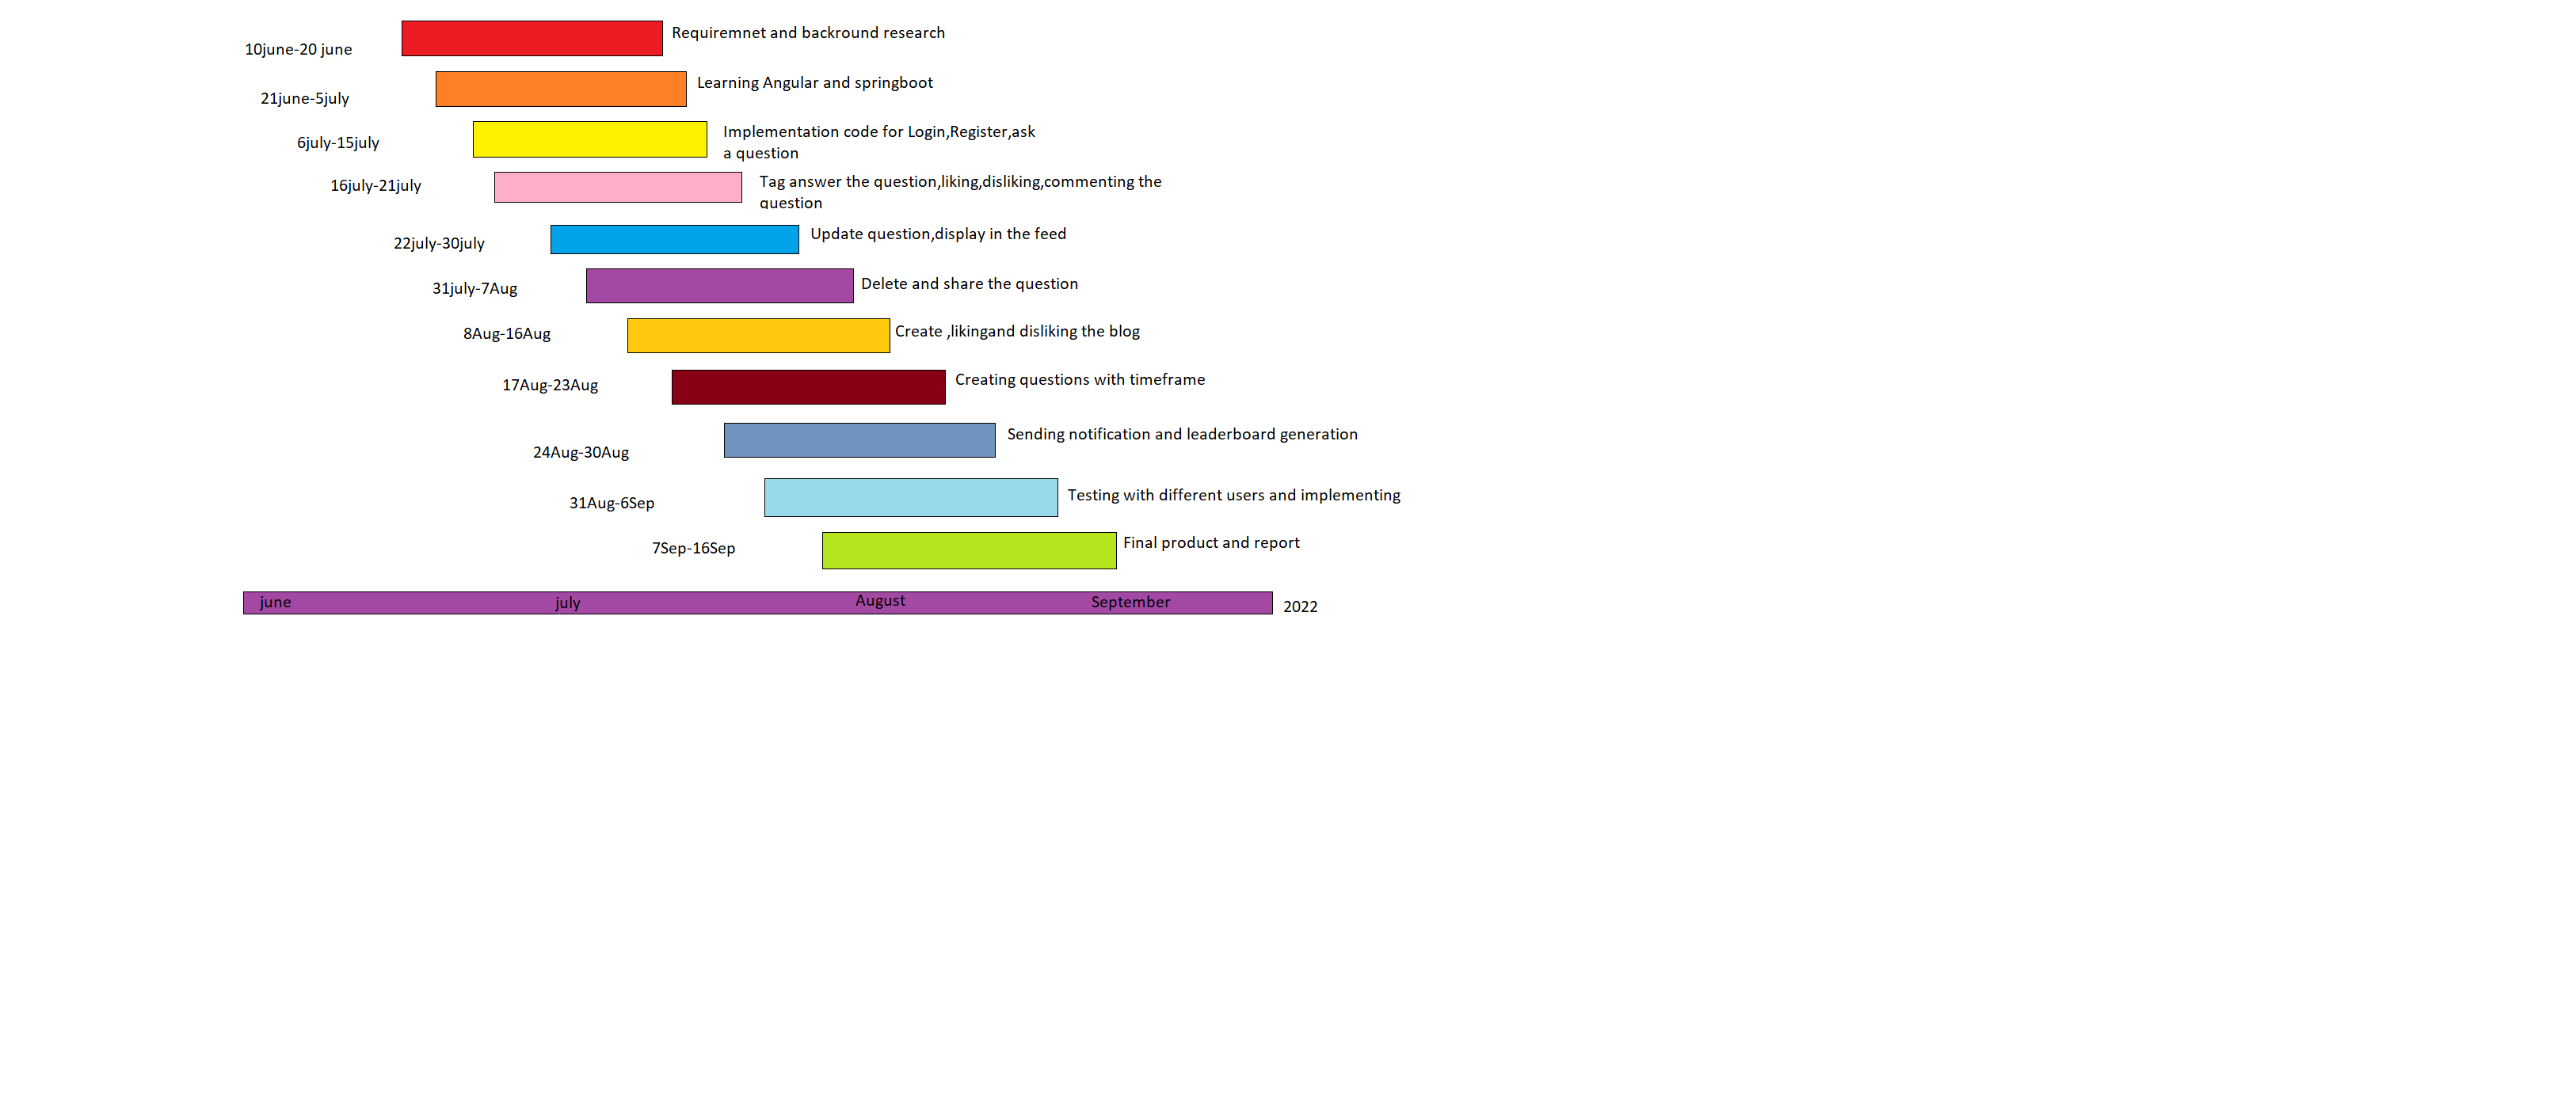 10june-20 june
Requiremnet and backround research
21june-5july
Learning Angular and springboot
6july-15july
Implementation code for Login,Register,ask
a question
16july-21july
Tag answer the question,liking,disliking,commenting the
question
22july-30july
Update question,display in the feed
31july-7Aug
Delete and share the question
8Aug-16Aug
Create ,likingand disliking the blog
17Aug-23Aug
Creating questions with timeframe
24Aug-30Aug
Sending notification and leaderboard generation
31Aug-6Sep
Testing with different users and implementing
7Sep-16Sep
Final product and report
june july August September 2022